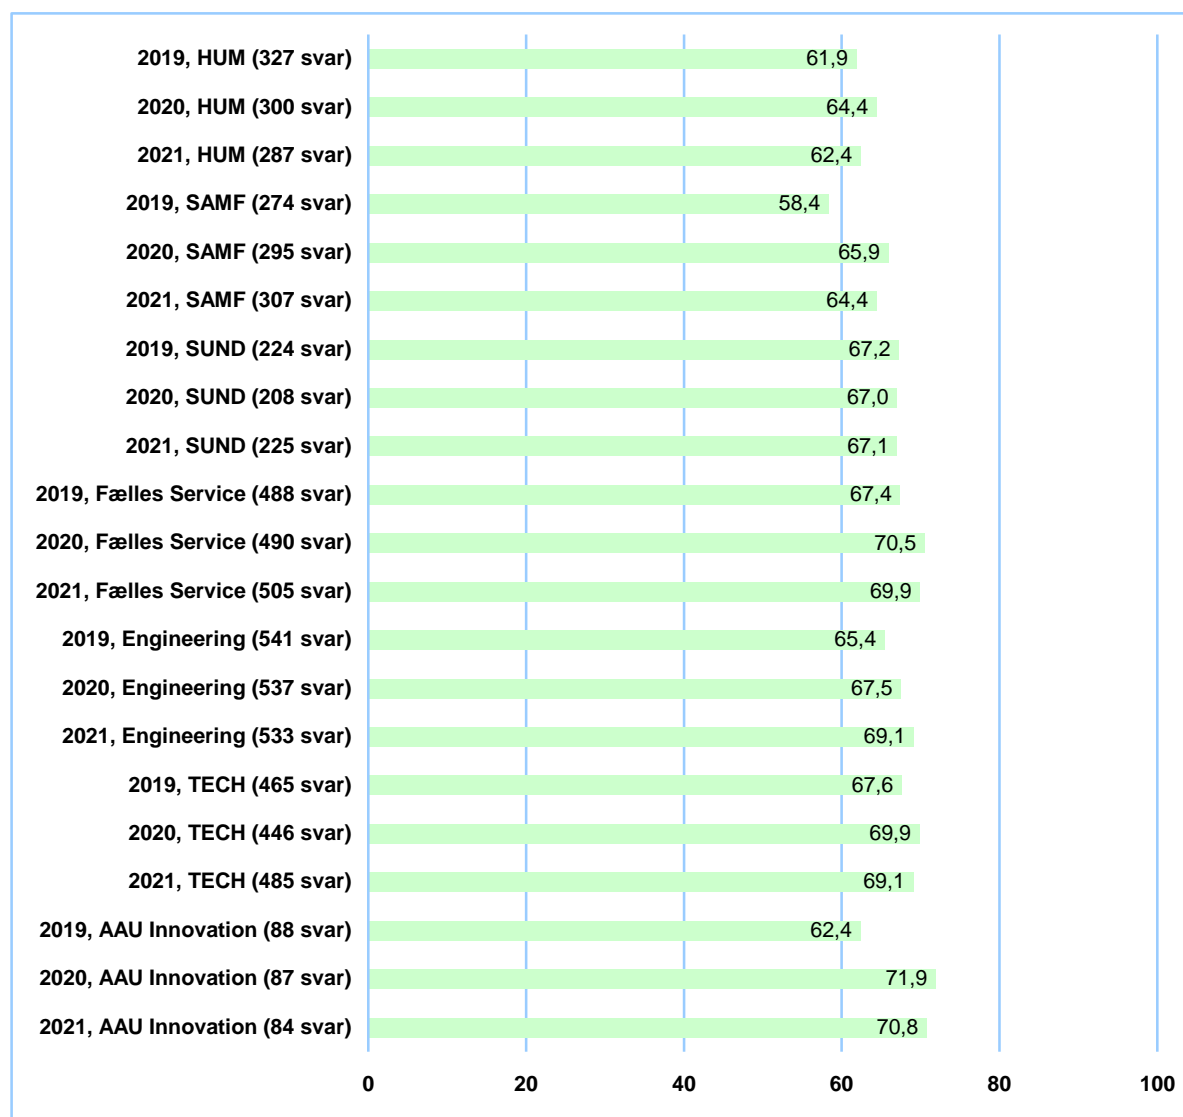 2019, HUM (327 svar) 61,9
2020, HUM (300 svar) 64,4
2021, HUM (287 svar) 62,4
2019, SAMF (274 svar) 58,4
2020, SAMF (295 svar) 65,9
2021, SAMF (307 svar) 64,4
2019, SUND (224 svar) 67,2
2020, SUND (208 svar) 67,0
2021, SUND (225 svar) 67,1
2019, Fælles Service (488 svar) 67,4
2020, Fælles Service (490 svar) 70,5
2021, Fælles Service (505 svar) 69,9
2019, Engineering (541 svar) 65,4
2020, Engineering (537 svar) 67,5
2021, Engineering (533 svar) 69,1
2019, TECH (465 svar) 67,6
2020, TECH (446 svar) 69,9
2021, TECH (485 svar) 69,1
2019, AAU Innovation (88 svar) 62,4
2020, AAU Innovation (87 svar) 71,9
2021, AAU Innovation (84 svar) 70,8
0 20 40 60 80 100